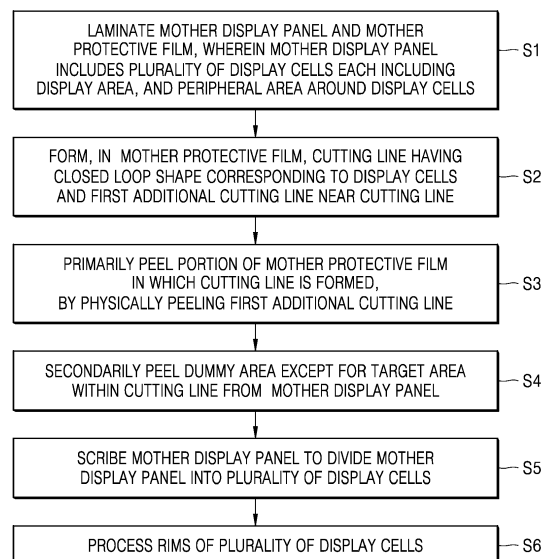 LAMINATE MOTHER DISPLAY PANEL AND MOTHER
PROTECTIVE FILM, WHEREIN MOTHER DISPLAY PANEL
INCLUDES PLURALITY OF DISPLAY CELLS EACH INCLUDING
DISPLAY AREA, AND PERIPHERAL AREA AROUND DISPLAY CELLS
S1
FORM, IN MOTHER PROTECTIVE FILM, CUTTING LINE HAVING
CLOSED LOOP SHAPE CORRESPONDING TO DISPLAY CELLS
AND FIRST ADDITIONAL CUTTING LINE NEAR CUTTING LINE
S2
PRIMARILY PEEL PORTION OF MOTHER PROTECTIVE FILM
IN WHICH CUTTING LINE IS FORMED,
BY PHYSICALLY PEELING FIRST ADDITIONAL CUTTING LINE
S3
SECONDARILY PEEL DUMMY AREA EXCEPT FOR TARGET AREA
WITHIN CUTTING LINE FROM MOTHER DISPLAY PANEL
S4
SCRIBE MOTHER DISPLAY PANEL TO DIVIDE MOTHER
DISPLAY PANEL INTO PLURALITY OF DISPLAY CELLS
S5
PROCESS RIMS OF PLURALITY OF DISPLAY CELLS
S6